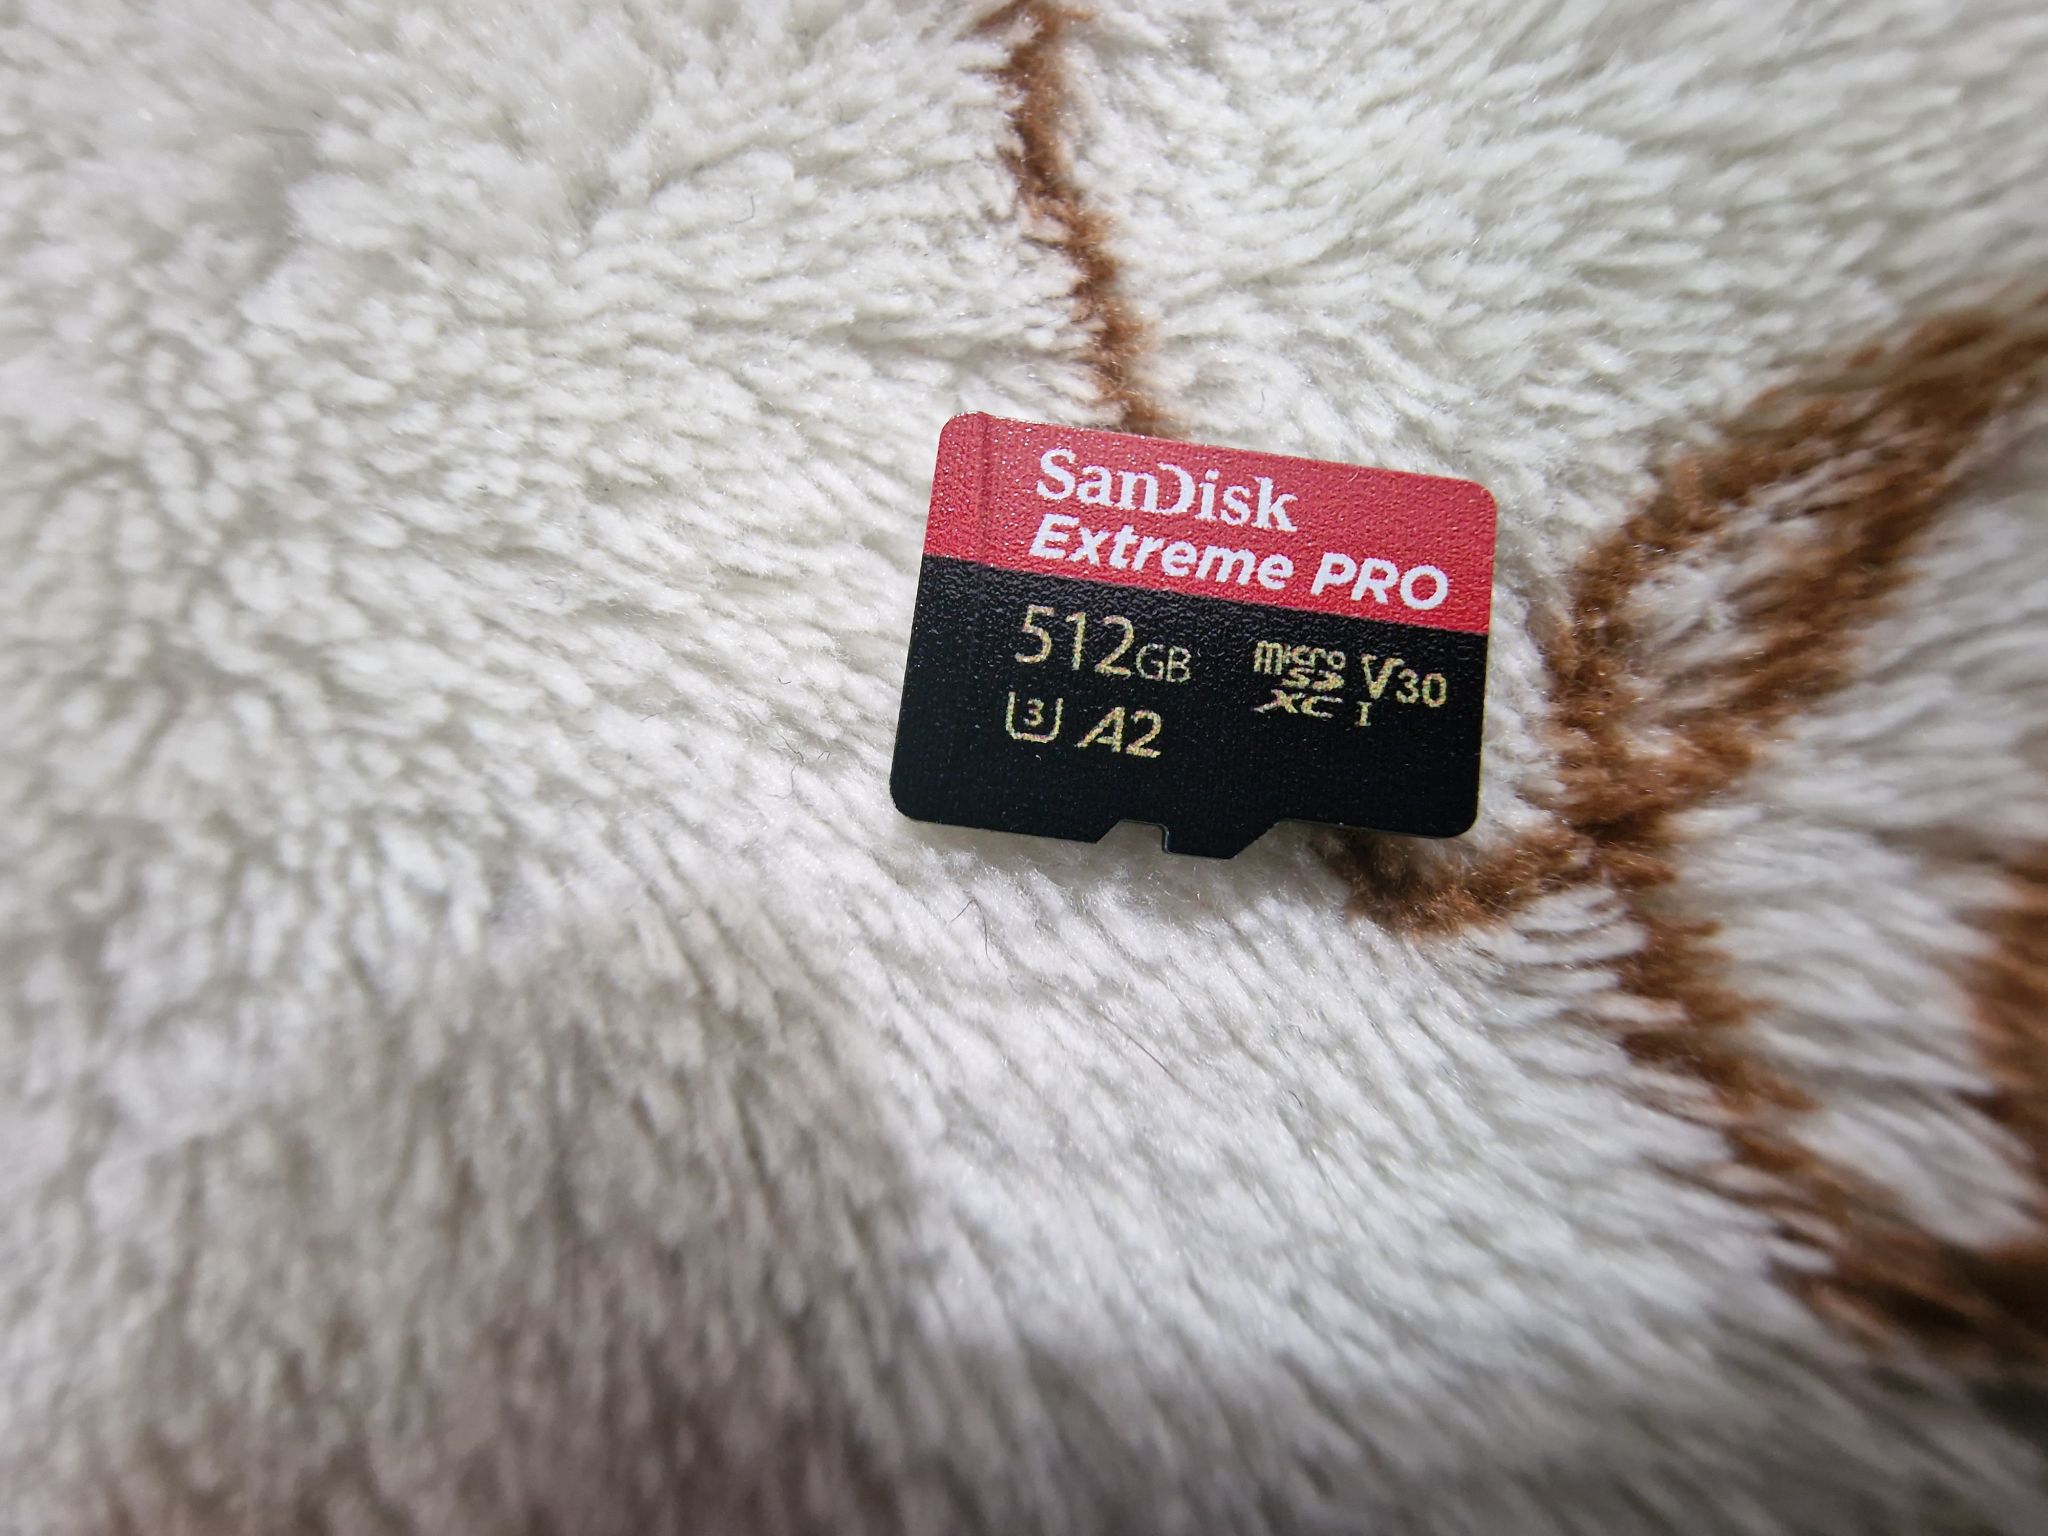 SanDisk
Extreme PRO
512GB
micro SD XC I V30
3 A2